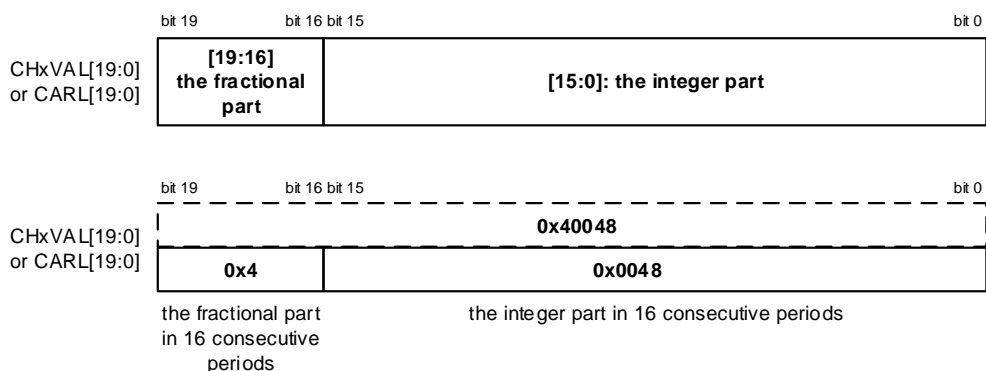 bit 19 bit 16 bit 15 bit 0
CHxVAL[19:0]
or CARL[19:0]
[19:16]
the fractional
part
[15:0]: the integer part
bit 19 bit 16 bit 15 bit 0
CHxVAL[19:0]
or CARL[19:0]
0x40048
0x4 0x0048
the fractional part
in 16 consecutive
periods
the integer part in 16 consecutive periods